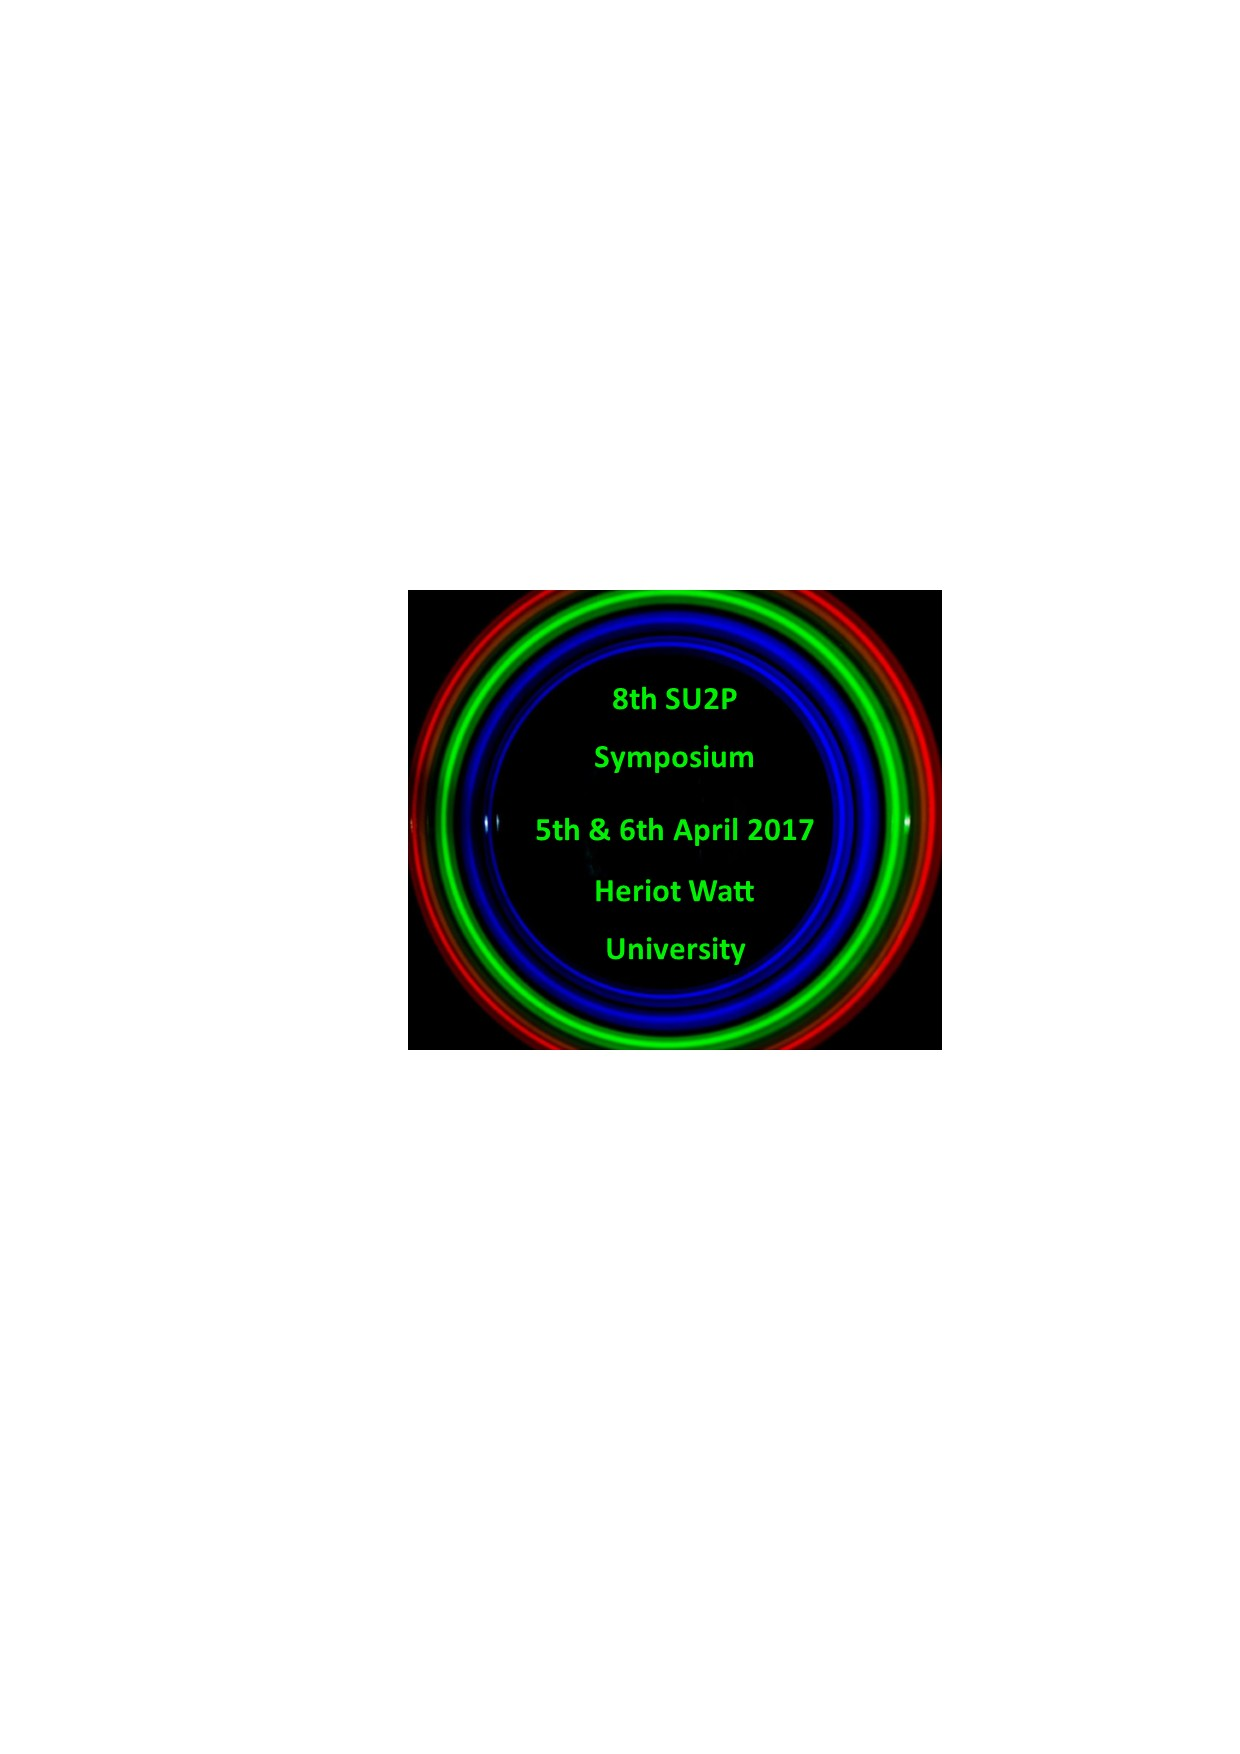 8th SU2P
Symposium
5th & 6th April 2017
Heriot Watt
University